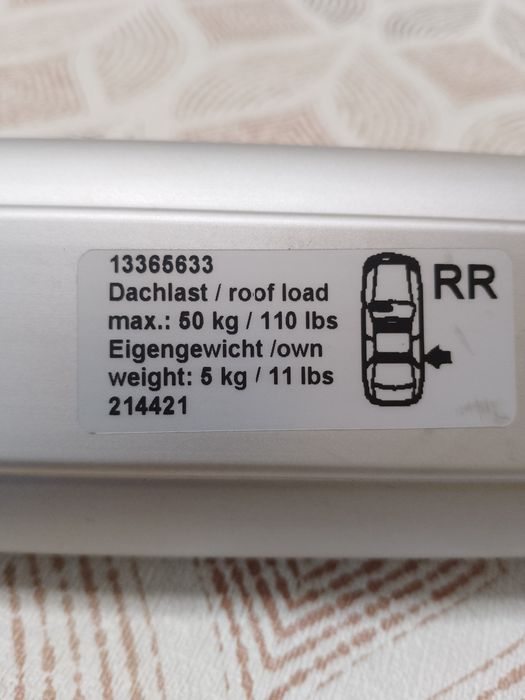 13365633
Dachlast / roof load
max.: 50 kg / 110 lbs
Eigengewicht /own
weight: 5 kg / 11 lbs
214421
RR